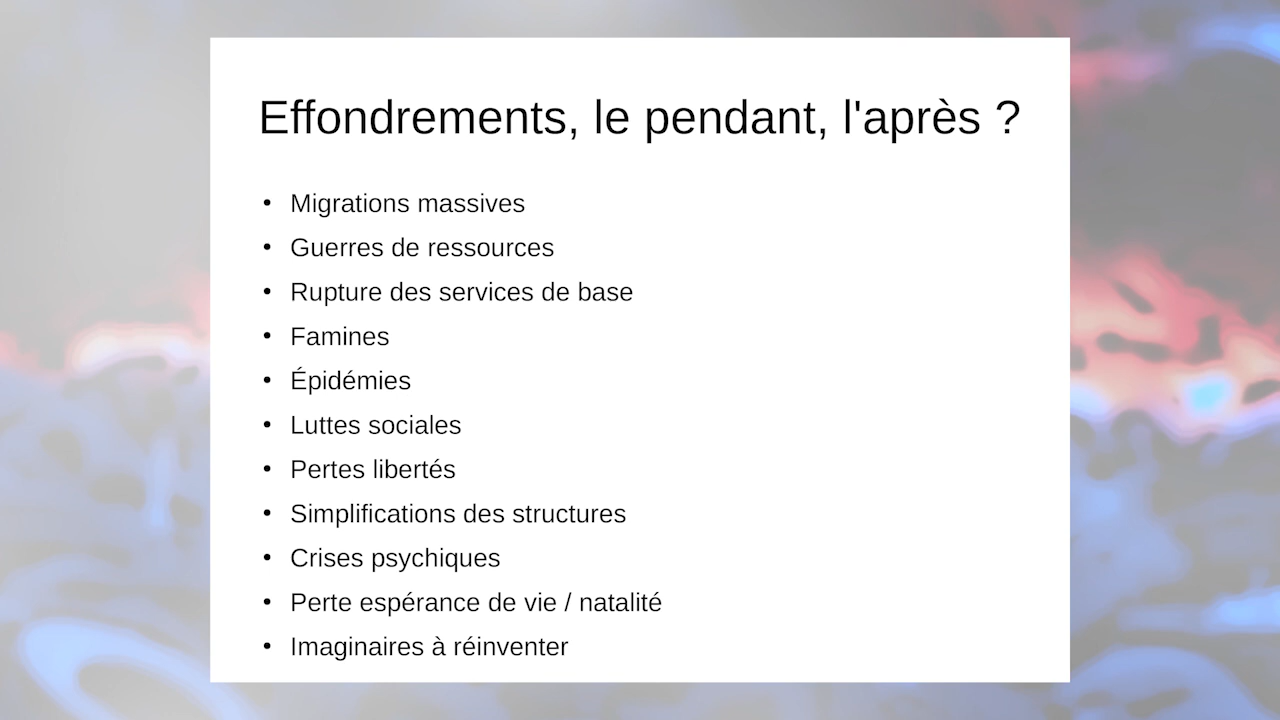 Effondrements, le pendant, l'après ?
• Migrations massives
• Guerres de ressources
• Rupture des services de base
• Famines
• Épidémies
• Luttes sociales
• Pertes libertés
• Simplifications des structures
• Crises psychiques
• Perte espérance de vie / natalité
• Imaginaires à réinventer